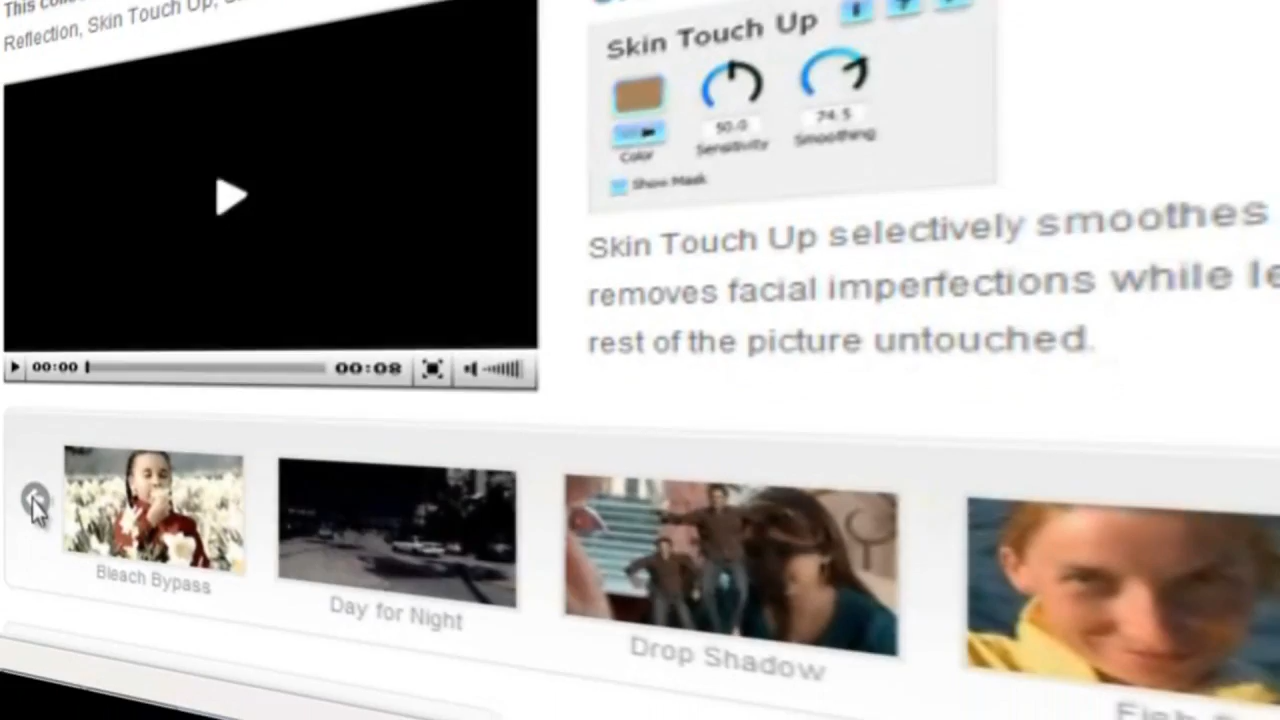 This
Reflection, Skin Touch Up,
00:00
00:08
Skin Touch Up
50.0
74.5
Color
Sensitivity
Smoothing
Show Mask
Skin Touch Up selectively smoothes
removes facial imperfections while
rest of the picture untouched.
Bleach Bypass
Day for Night
Drop Shadow